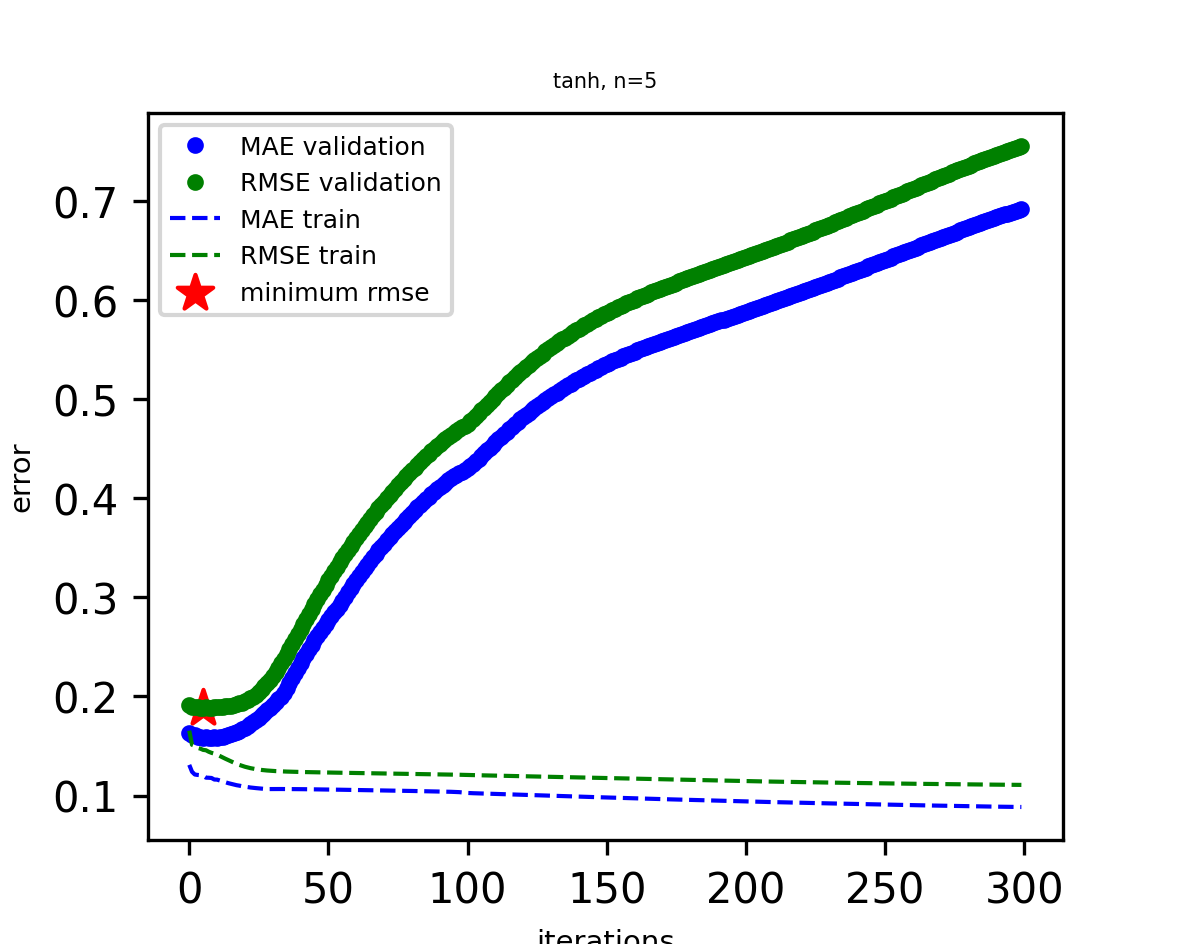 tanh, n=5
MAE validation
RMSE validation
MAE train
RMSE train
minimum rmse
error
0.7
0.6
0.5
0.4
0.3
0.2
0.1
0 50 100 150 200 250 300
iterations